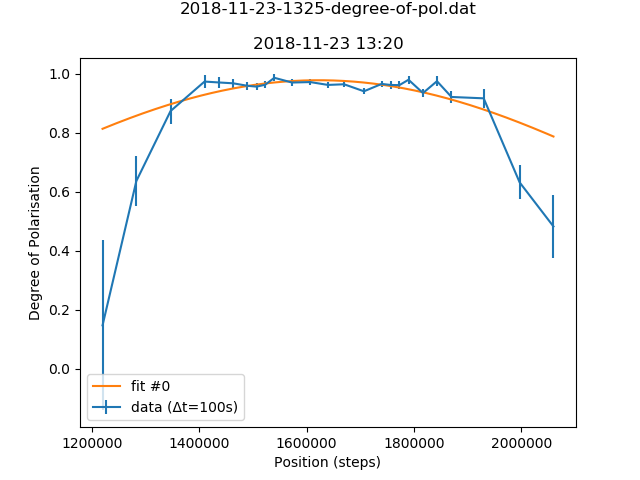 2018-11-23-1325-degree-of-pol.dat
2018-11-23 13:20
1.0
0.8
0.6
0.4
0.2
0.0
Degree of Polarisation
fit #0
data (Δt=100s)
1200000 1400000 1600000 1800000 2000000
Position (steps)